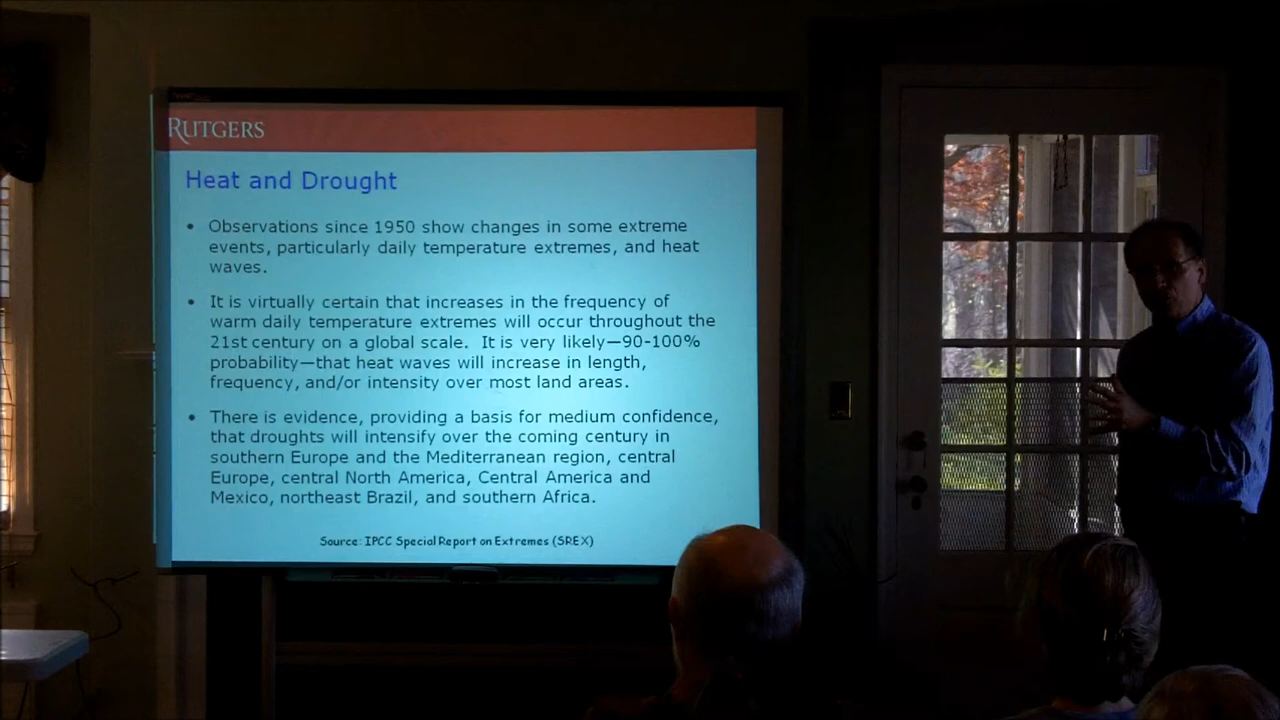 RUTGERS
Heat and Drought
• Observations since 1950 show changes in some extreme
events, particularly daily temperature extremes, and heat
waves.
• It is virtually certain that increases in the frequency of
warm daily temperature extremes will occur throughout the
21st century on a global scale.  It is very likely—90-100%
probability—that heat waves will increase in length,
frequency, and/or intensity over most land areas.
• There is evidence, providing a basis for medium confidence,
that droughts will intensify over the coming century in
southern Europe and the Mediterranean region, central
Europe, central North America, Central America and
Mexico, northeast Brazil, and southern Africa.
Source: IPCC Special Report on Extremes (SREX)